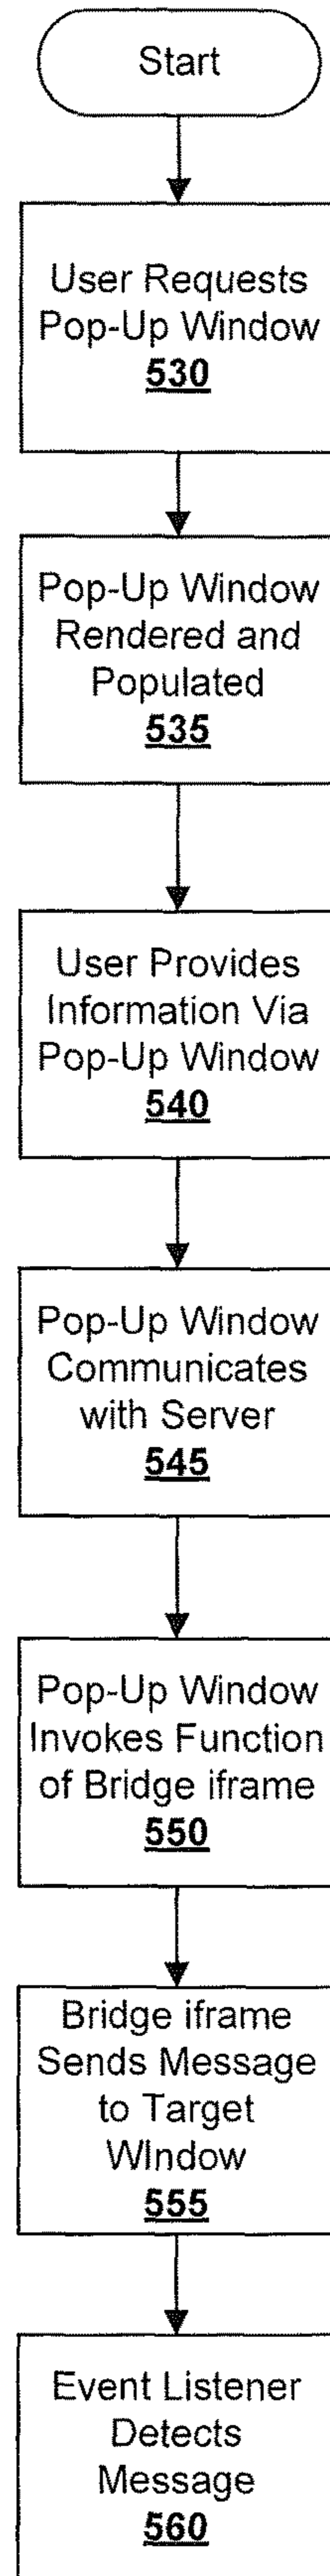 Start
User Requests
Pop-Up Window
530
Pop-Up Window
Rendered and
Populated
535
User Provides
Information Via
Pop-Up Window
540
Pop-Up Window
Communicates
with Server
545
Pop-Up Window
Invokes Function
of Bridge iframe
550
Bridge iframe
Sends Message
to Target
WIndow
555
Event Listener
Detects
Message
560